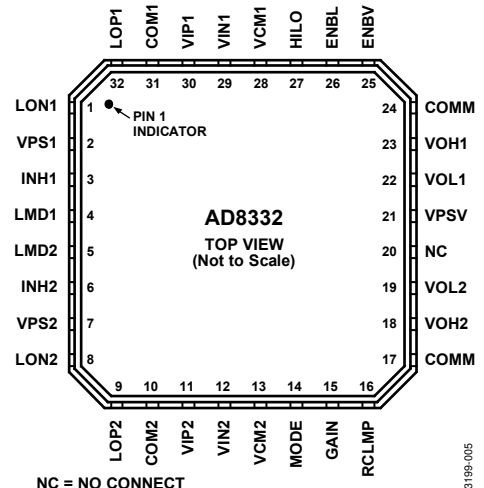 LOP1 COM1 VIP1 VIN1 VCM1 HILO ENBL ENBV
32 31 30 29 28 27 26 25
LON1 1 24 COMM
PIN 1
INDICATOR
VPS1 2 23 VOH1
INH1 3 22 VOL1
LMD1 4 AD8332 21 VPSV
TOP VIEW
(Not to Scale)
LMD2 5 20 NC
INH2 6 19 VOL2
VPS2 7 18 VOH2
LON2 8 17 COMM
9 10 11 12 13 14 15 16
LOP2 COM2 VIP2 VIN2 VCM2 MODE GAIN RCLMP
NC = NO CONNECT
3199-005